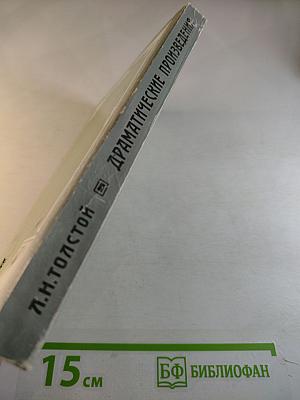 Л.Н.ТОЛСТОЙ ДРАМАТИЧЕСКИЕ ПРОИЗВЕДЕНИЯ
15 см
БФ БИБЛИОФАН